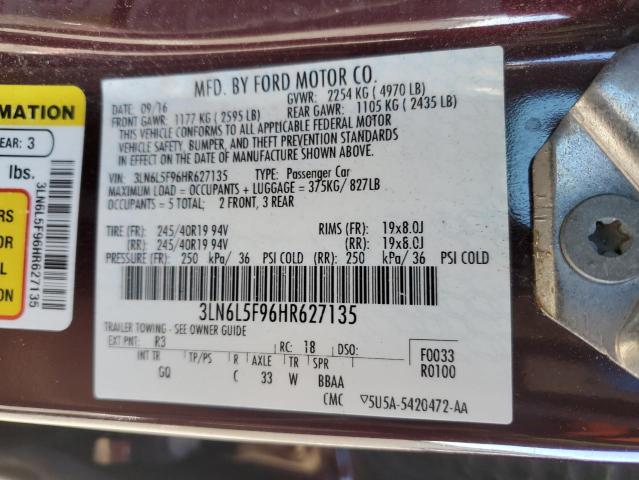 MFD. BY FORD MOTOR CO.
DATE: 09/16 GVWR: 2254 KG ( 4970 LB)
FRONT GAWR: 1177 KG ( 2595 LB) REAR GAWR: 1105 KG ( 2435 LB)
THIS VEHICLE CONFORMS TO ALL APPLICABLE FEDERAL MOTOR
VEHICLE SAFETY, BUMPER, AND THEFT PREVENTION STANDARDS
IN EFFECT ON THE DATE OF MANUFACTURE SHOWN ABOVE.
VIN: 3LN6L5F96HR627135 TYPE: Passenger Car
MAXIMUM LOAD = OCCUPANTS + LUGGAGE = 375KG/ 827LB
OCCUPANTS = 5 TOTAL: 2 FRONT, 3 REAR
TIRE (FR): 245/40R19 94V RIMS (FR): 19x8.0J
(RR): 245/40R19 94V (RR): 19x8.0J
PRESSURE (FR): 250 kPa/ 36 PSI COLD (RR): 250 kPa/ 36 PSI COLD
3LN6L5F96HR627135
TRAILER TOWING - SEE OWNER GUIDE
EXT PNT: R3 RC: 18 DSO: F0033
INT TR TP/PS R AXLE TR SPR R0100
GQ C 33 W BBAA
CMC 5U5A-5420472-AA
MATION
EAR: 3
lbs.
RS
OR
3LN6L5F96HR627135